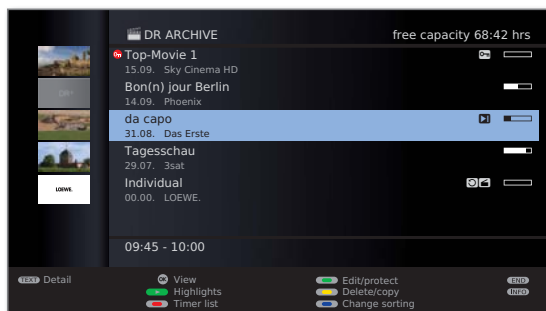 DR ARCHIVE free capacity 68:42 hrs
Top-Movie 1
15.09. Sky Cinema HD
Bon(n) jour Berlin
14.09. Phoenix
DR+
da capo
31.08. Das Erste
Tagesschau
29.07. 3sat
Individual
00.00. LOEWE.
LOEWE.
09:45 - 10:00
TEXT Detail OK View Edit/protect END
Highlights Delete/copy INFO
Timer list Change sorting